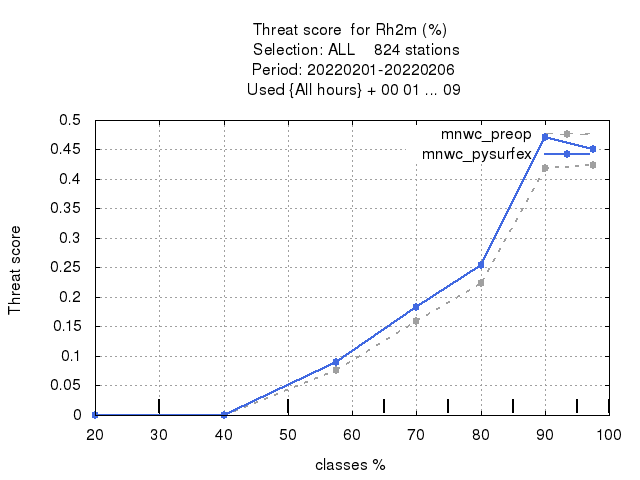 Threat score  for Rh2m (%)
Selection: ALL    824 stations
Period: 20220201-20220206
Used {All hours} + 00 01 ... 09
0.5
0.45
0.4
0.35
0.3
0.25
0.2
0.15
0.1
0.05
0
mnwc_preop
mnwc_pysurfex
Threat score
20 30 40 50 60 70 80 90 100
classes %